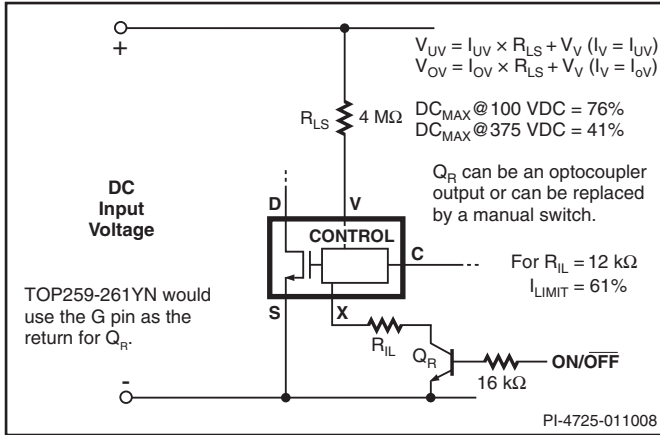 +
V_UV = I_UV × R_LS + V_V (I_V = I_UV)
V_OV = I_OV × R_LS + V_V (I_V = I_oV)
R_LS
4 MΩ
DC_MAX@100 VDC = 76%
DC_MAX@375 VDC = 41%
Q_R can be an optocoupler
output or can be replaced
by a manual switch.
DC
Input
Voltage
D
V
CONTROL
C
For R_IL = 12 kΩ
I_LIMIT = 61%
TOP259-261YN would
use the G pin as the
return for Q_R.
S
X
R_IL
Q_R
ON/O̅F̅F̅
16 kΩ
-
PI-4725-011008